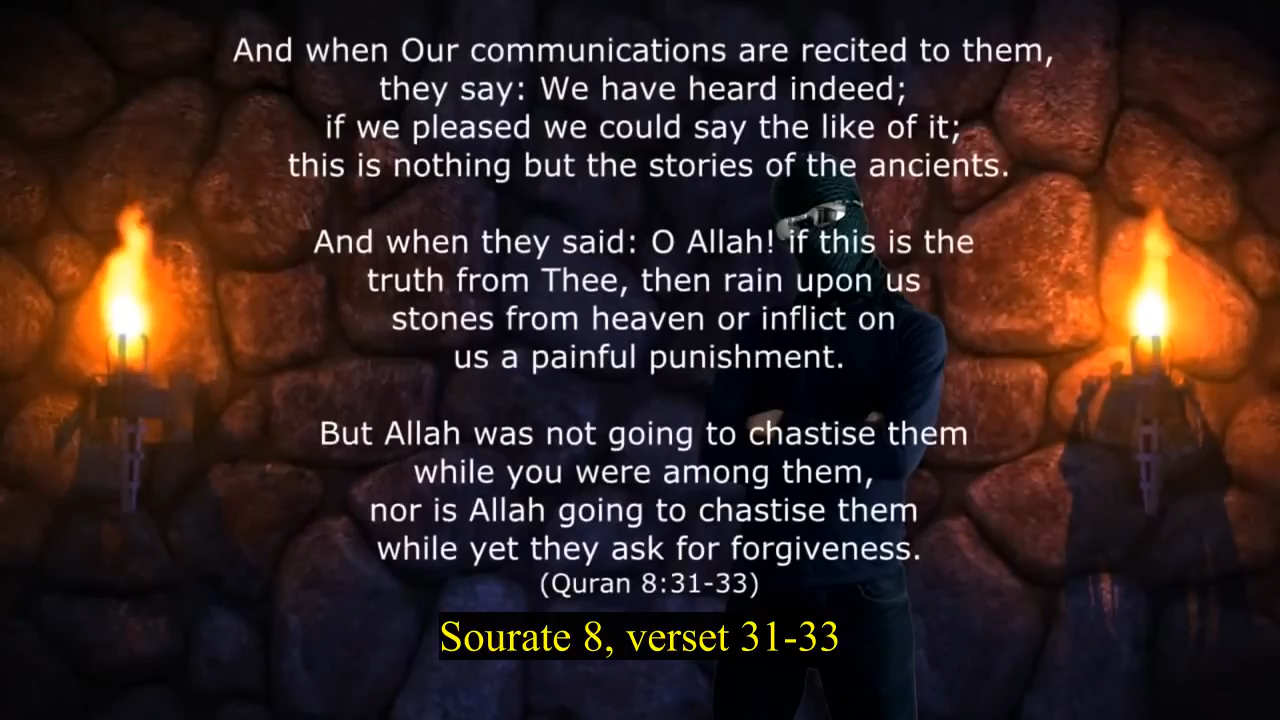 And when Our communications are recited to them,
they say: We have heard indeed;
if we pleased we could say the like of it;
this is nothing but the stories of the ancients.
And when they said: O Allah! if this is the
truth from Thee, then rain upon us
stones from heaven or inflict on
us a painful punishment.
But Allah was not going to chastise them
while you were among them,
nor is Allah going to chastise them
while yet they ask for forgiveness.
(Quran 8:31-33)
Sourate 8, verset 31-33